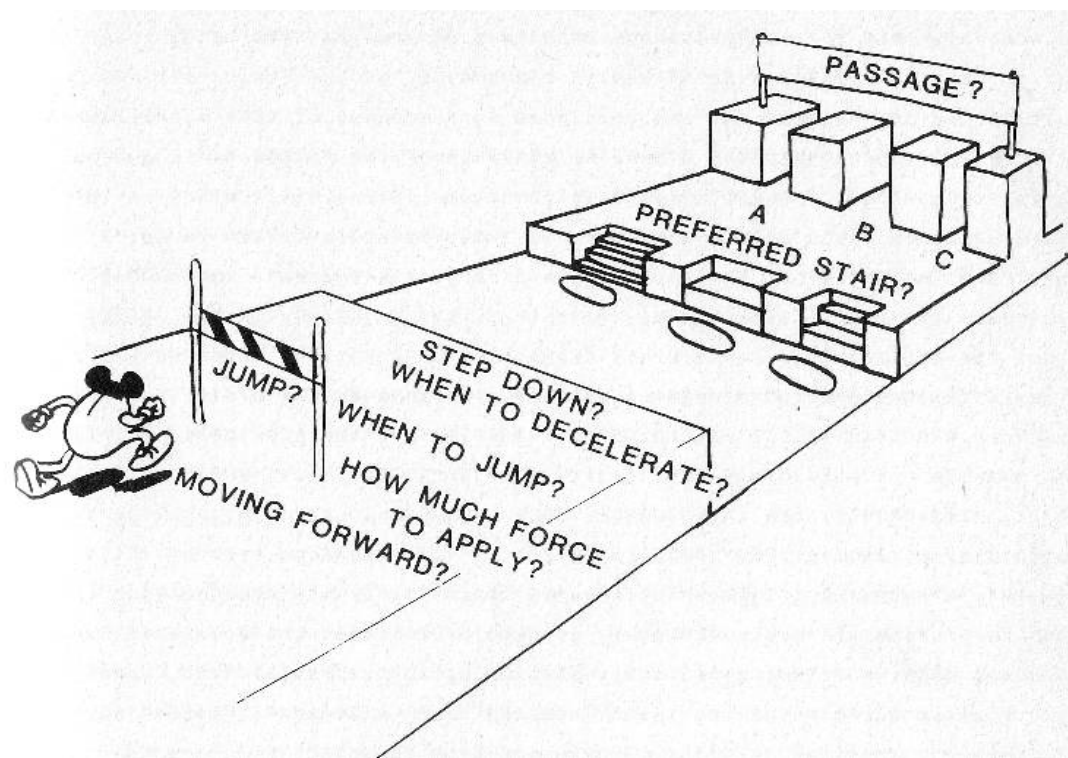 PASSAGE?
A
B
C
PREFERRED STAIR?
JUMP?
STEP DOWN?
WHEN TO DECELERATE?
WHEN TO JUMP?
HOW MUCH FORCE
TO APPLY?
MOVING FORWARD?